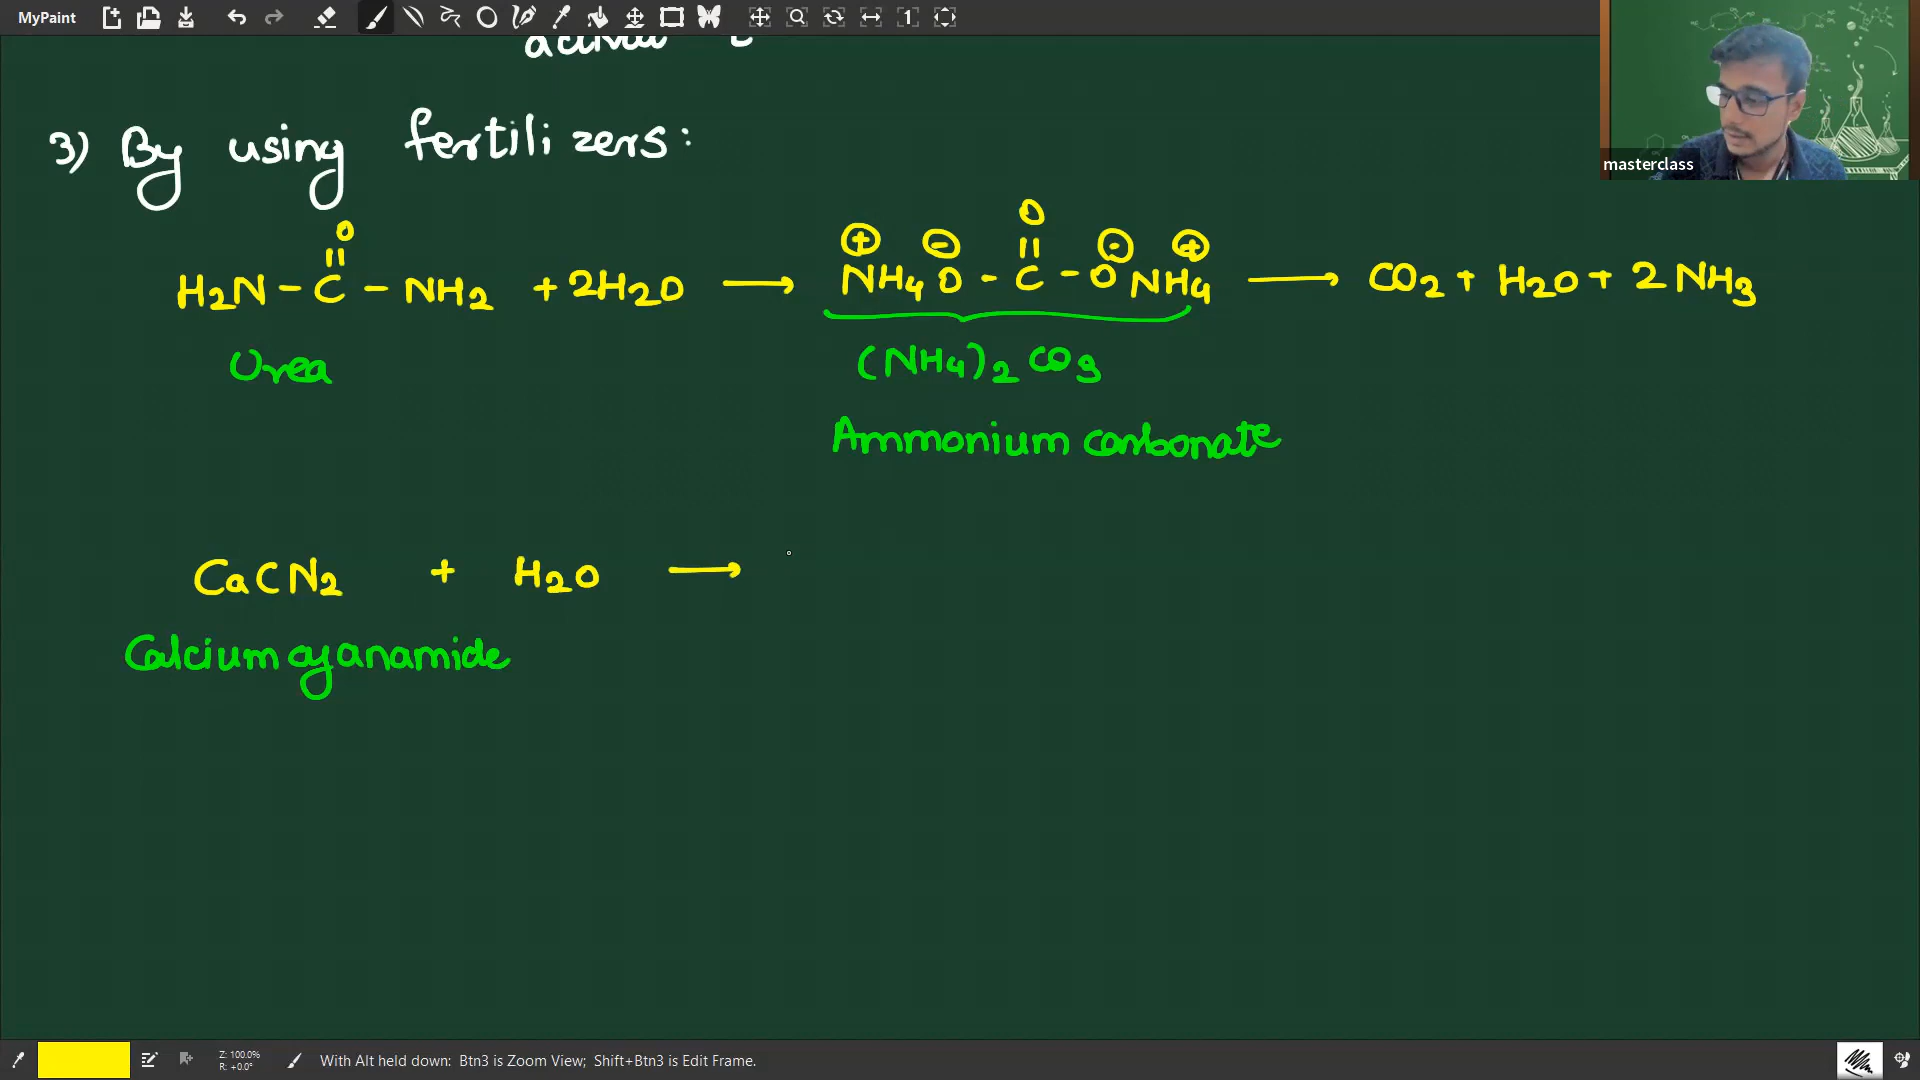 MyPaint
masterclass
3) By using fertilizers:
O O
|| ⊕ ⊖ || ⊖ ⊕
H2N - C - NH2 + 2H2O ⟶ NH4 O - C - O NH4 ⟶ CO2 + H2O + 2 NH3
Urea (NH4)2 CO3
Ammonium carbonate
CaCN2 + H2O ⟶
Calcium cyanamide
Z: 100.0%
R: +0.0°
With Alt held down: Btn3 is Zoom View; Shift+Btn3 is Edit Frame.